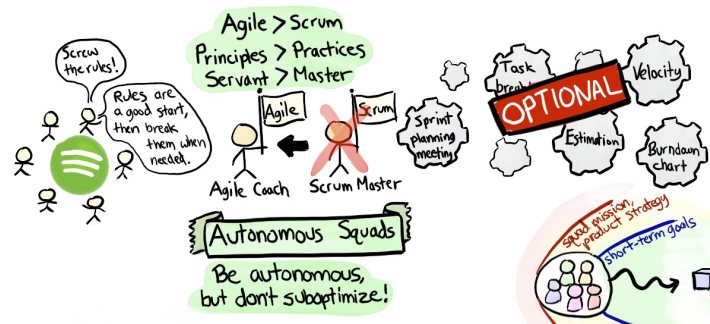 Screw
the rules!
Rules are
a good start,
then break
them when
needed.
Agile > Scrum
Principles > Practices
Servant > Master
Agile
Scrum
Agile Coach
Scrum Master
Autonomous Squads
Be autonomous,
but don't suboptimize!
Sprint
planning
meeting
Task
OPTIONAL
Velocity
Estimation
Burndown
chart
squad mission,
product strategy
short-term goals